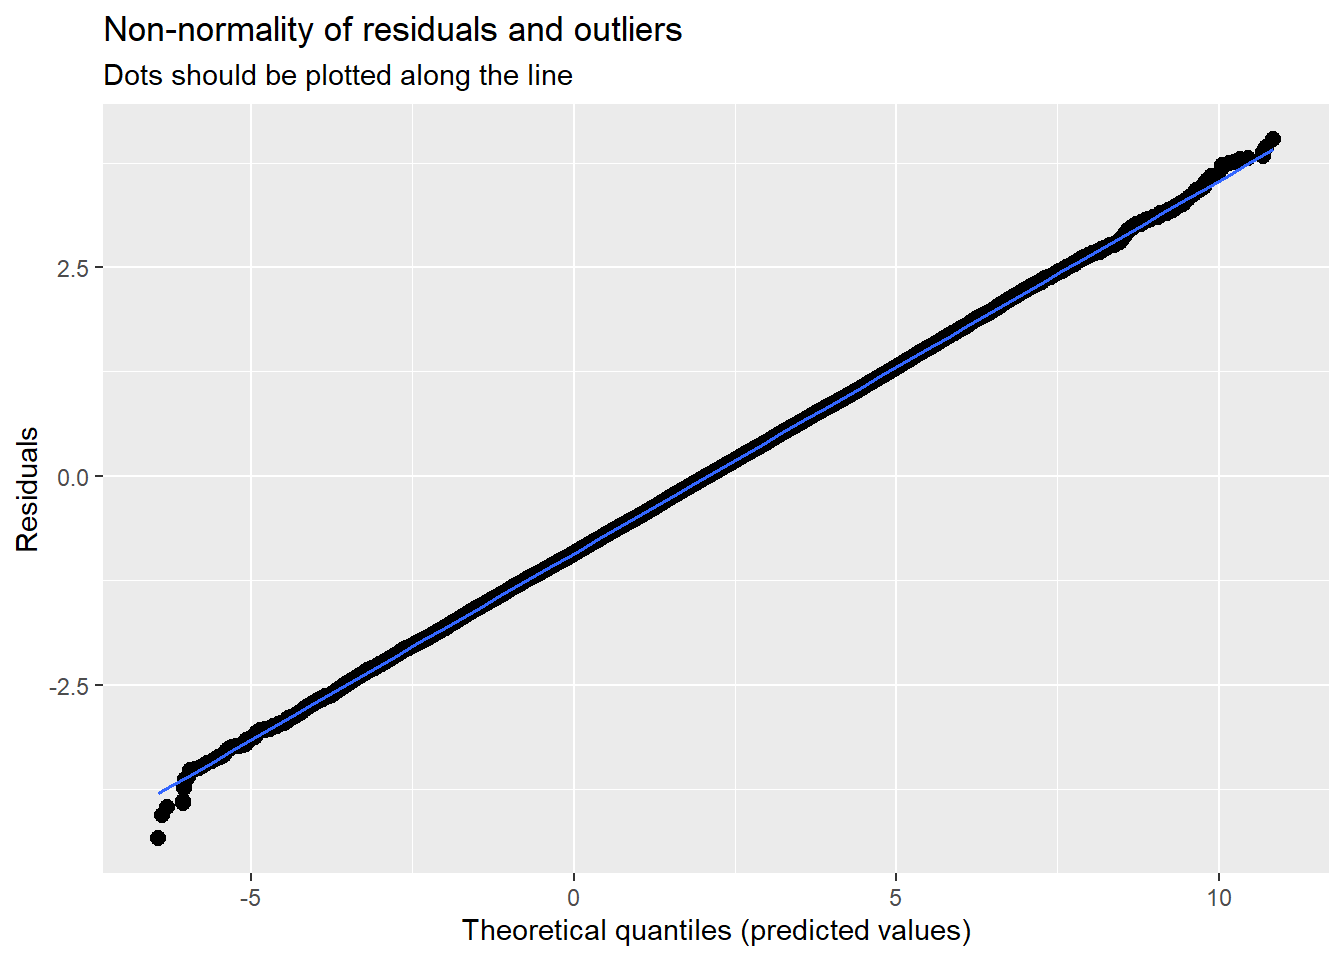 Non-normality of residuals and outliers
Dots should be plotted along the line
Residuals
2.5
0.0
-2.5
-5
0
5
10
Theoretical quantiles (predicted values)